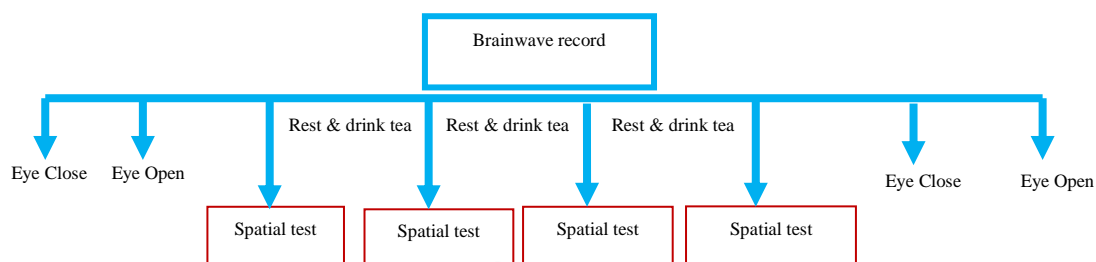 Brainwave record
Rest & drink tea
Rest & drink tea
Rest & drink tea
Eye Close
Eye Open
Eye Close
Eye Open
Spatial test
Spatial test
Spatial test
Spatial test